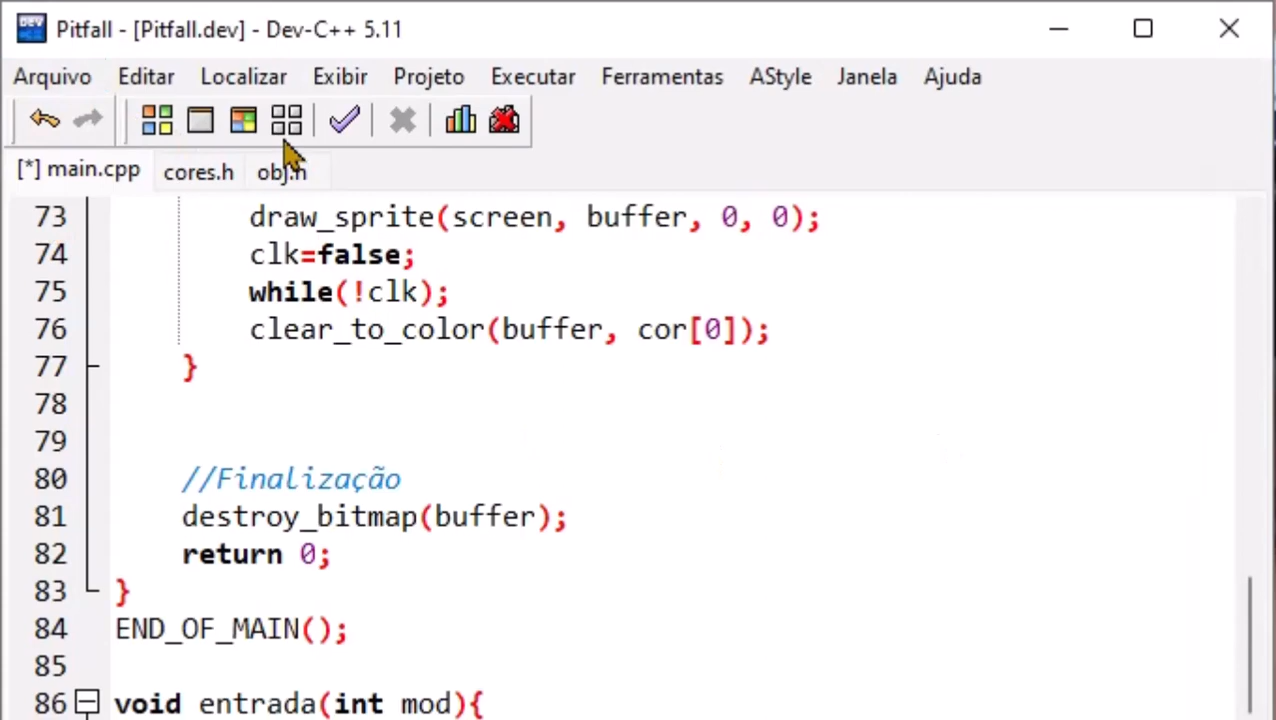 Pitfall - [Pitfall.dev] - Dev-C++ 5.11
Arquivo Editar Localizar Exibir Projeto Executar Ferramentas AStyle Janela Ajuda
[*] main.cpp cores.h obj.h
73 draw_sprite(screen, buffer, 0, 0);
74 clk=false;
75 while(!clk);
76 clear_to_color(buffer, cor[0]);
77 }
78
79
80 //Finalização
81 destroy_bitmap(buffer);
82 return 0;
83 }
84 END_OF_MAIN();
85
86 void entrada(int mod){